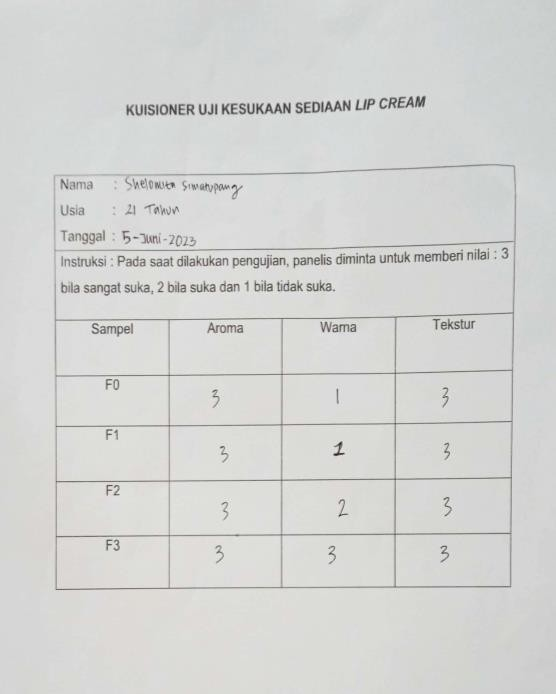 KUISIONER UJI KESUKAAN SEDIAAN LIP CREAM
Nama : Simatupang
Usia : 21 Tahun
Tanggal : 5-Juni-2023
Instruksi : Pada saat dilakukan pengujian, panelis diminta untuk memberi nilai : 3
bila sangat suka, 2 bila suka dan 1 bila tidak suka.
Sampel Aroma Warna Tekstur
F0 3 1 3
F1 3 1 3
F2 3 2 3
F3 3 3 3